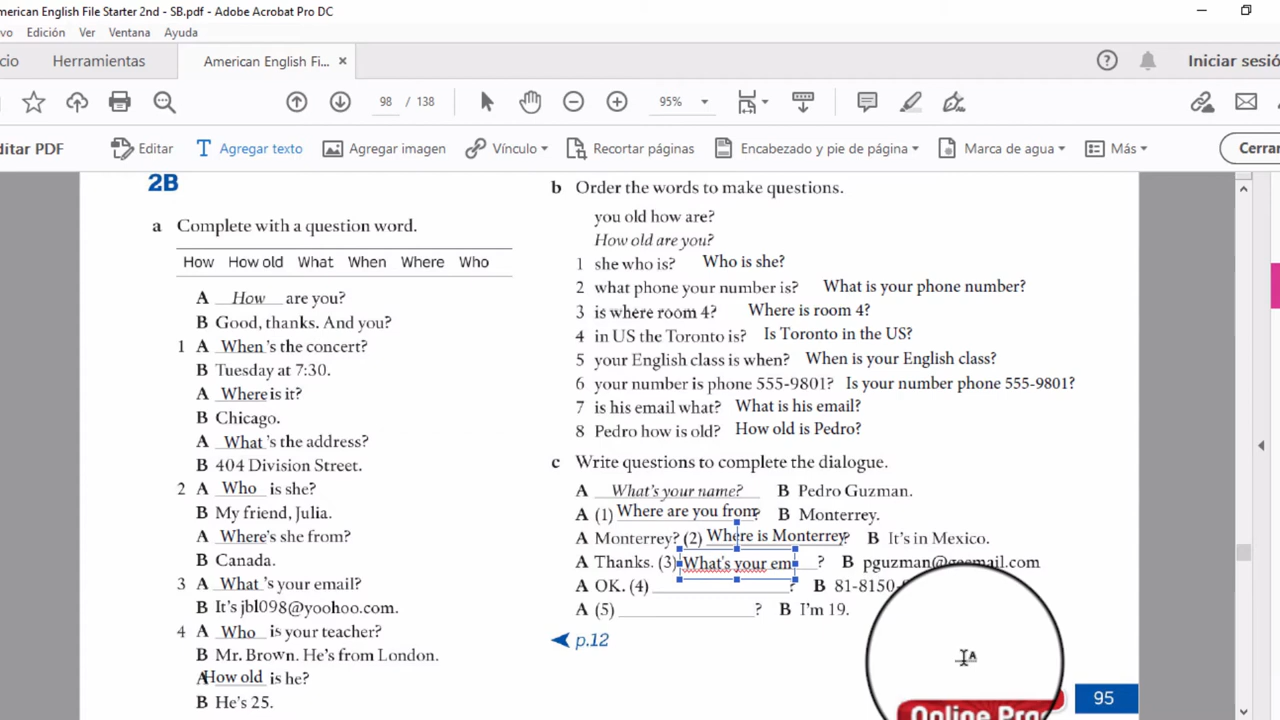 merican English File Starter 2nd - SB.pdf - Adobe Acrobat Pro DC
vo Edición Ver Ventana Ayuda
cio Herramientas American English Fi... × ? Iniciar sesió
98 / 138 95%
ditar PDF Editar Agregar texto Agregar imagen Vínculo Recortar páginas Encabezado y pie de página Marca de agua Más Cerrar
2B
a Complete with a question word.
How How old What When Where Who
A How are you?
B Good, thanks. And you?
1 A When's the concert?
B Tuesday at 7:30.
A Where is it?
B Chicago.
A What's the address?
B 404 Division Street.
2 A Who is she?
B My friend, Julia.
A Where's she from?
B Canada.
3 A What's your email?
B It's jbl098@yoohoo.com.
4 A Who is your teacher?
B Mr. Brown. He's from London.
A How old is he?
B He's 25.
b Order the words to make questions.
you old how are?
How old are you?
1 she who is? Who is she?
2 what phone your number is? What is your phone number?
3 is where room 4? Where is room 4?
4 in US the Toronto is? Is Toronto in the US?
5 your English class is when? When is your English class?
6 your number is phone 555-9801? Is your number phone 555-9801?
7 is his email what? What is his email?
8 Pedro how is old? How old is Pedro?
c Write questions to complete the dialogue.
A What's your name? B Pedro Guzman.
A (1) Where are you from? B Monterrey.
A Monterrey? (2) Where is Monterrey? B It's in Mexico.
A Thanks. (3) What's your em ? B pguzman@geemail.com
A OK. (4) ? B 81-8150-
A (5) ? B I'm 19.
p.12
95
Online Prac